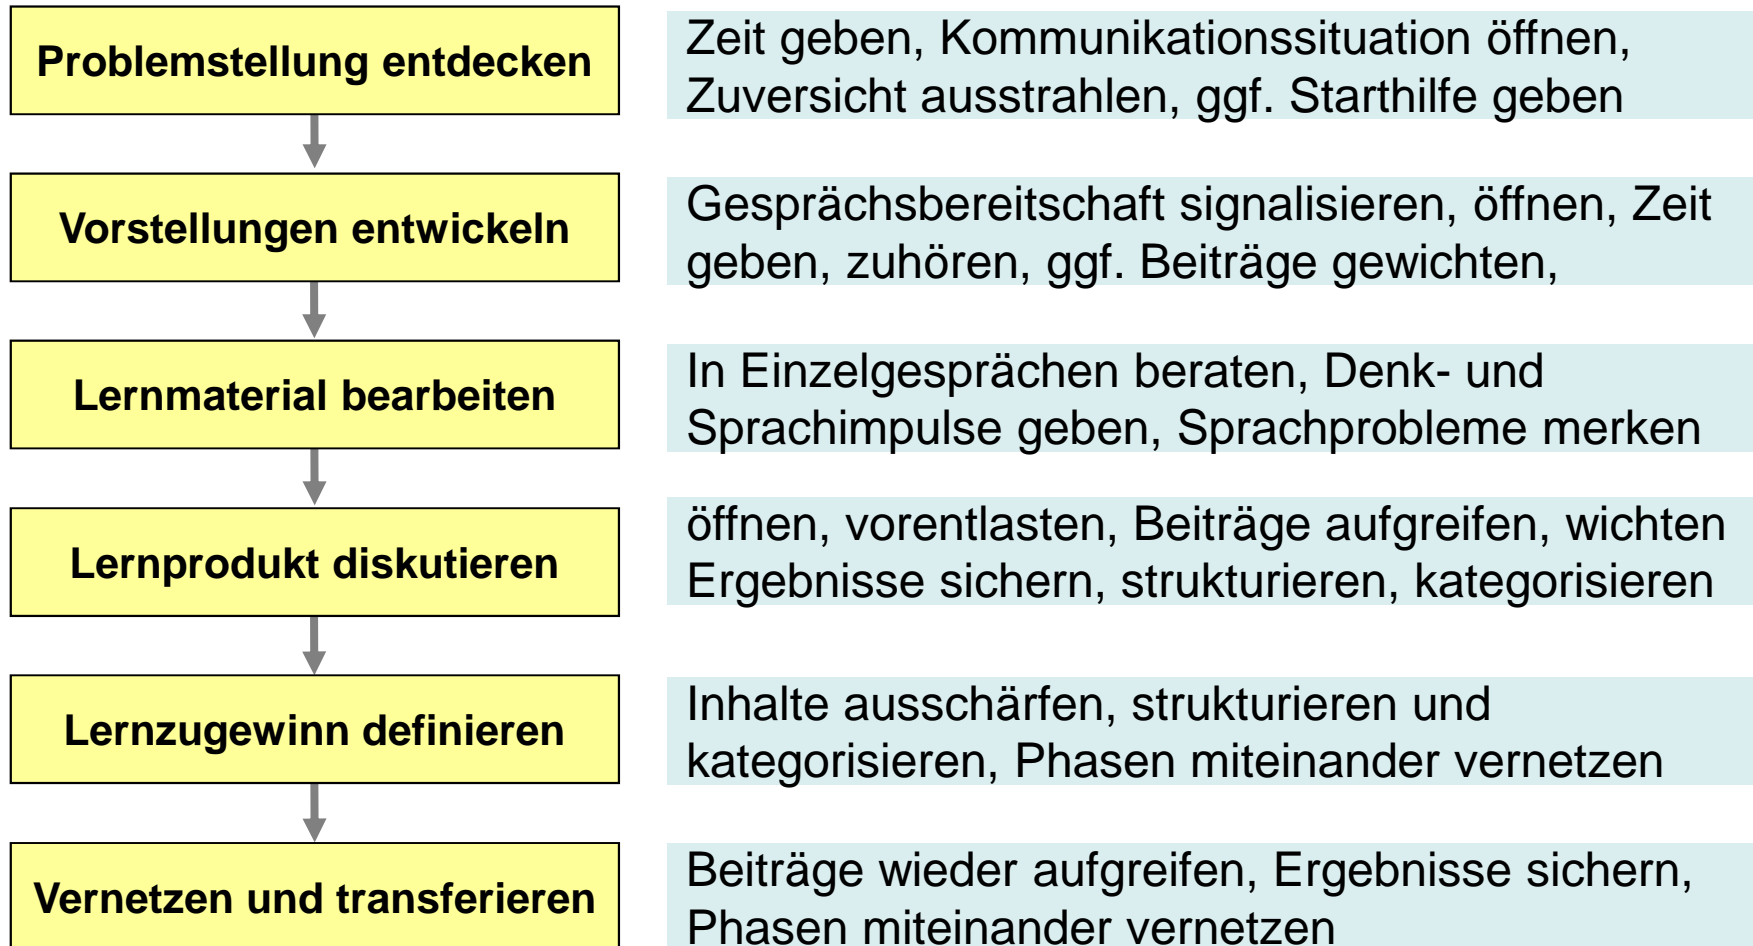 Problemstellung entdecken
Zeit geben, Kommunikationssituation öffnen,
Zuversicht ausstrahlen, ggf. Starthilfe geben
Vorstellungen entwickeln
Gesprächsbereitschaft signalisieren, öffnen, Zeit
geben, zuhören, ggf. Beiträge gewichten,
Lernmaterial bearbeiten
In Einzelgesprächen beraten, Denk- und
Sprachimpulse geben, Sprachprobleme merken
Lernprodukt diskutieren
öffnen, vorentlasten, Beiträge aufgreifen, wichten
Ergebnisse sichern, strukturieren, kategorisieren
Lernzugewinn definieren
Inhalte ausschärfen, strukturieren und
kategorisieren, Phasen miteinander vernetzen
Vernetzen und transferieren
Beiträge wieder aufgreifen, Ergebnisse sichern,
Phasen miteinander vernetzen